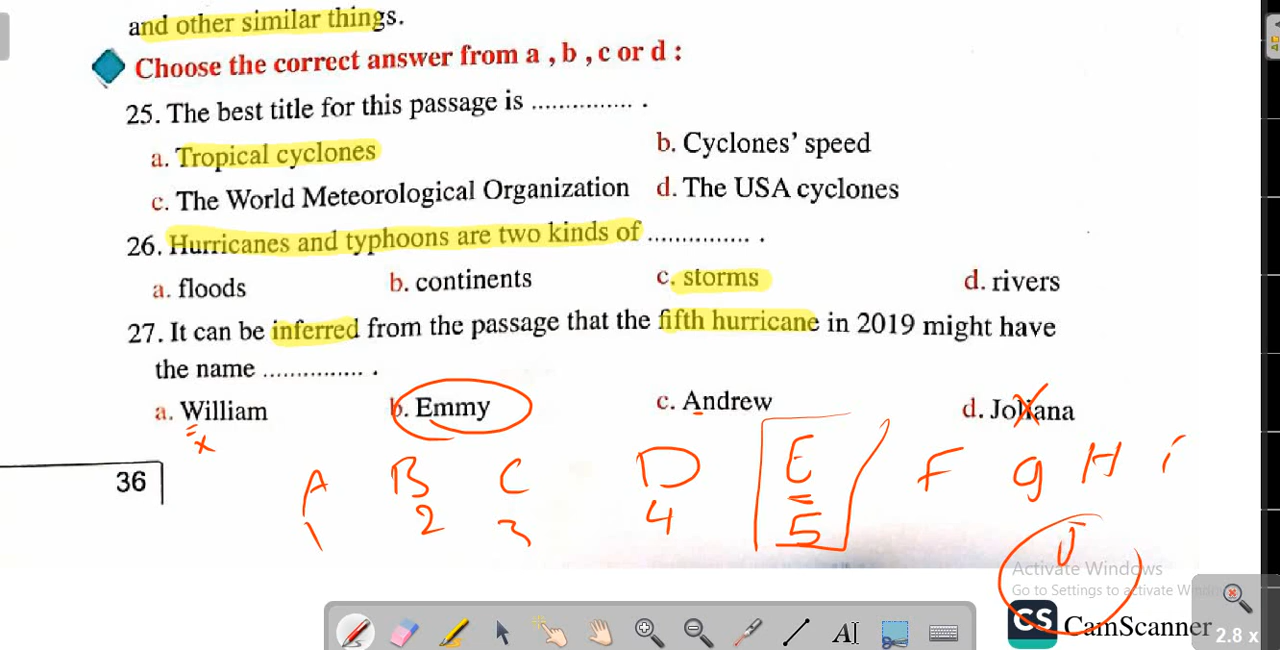 and other similar things.
Choose the correct answer from a , b , c or d :
25. The best title for this passage is ............... .
a. Tropical cyclones b. Cyclones' speed
c. The World Meteorological Organization d. The USA cyclones
26. Hurricanes and typhoons are two kinds of ............... .
a. floods b. continents c. storms d. rivers
27. It can be inferred from the passage that the fifth hurricane in 2019 might have
the name ............... .
a. William b. Emmy c. Andrew d. Joliana
x
36
A B C D E F g H i
1 2 3 4 5
J
Activate Windows
Go to Settings to activate Win
CS CamScanner
AI
2.8 x